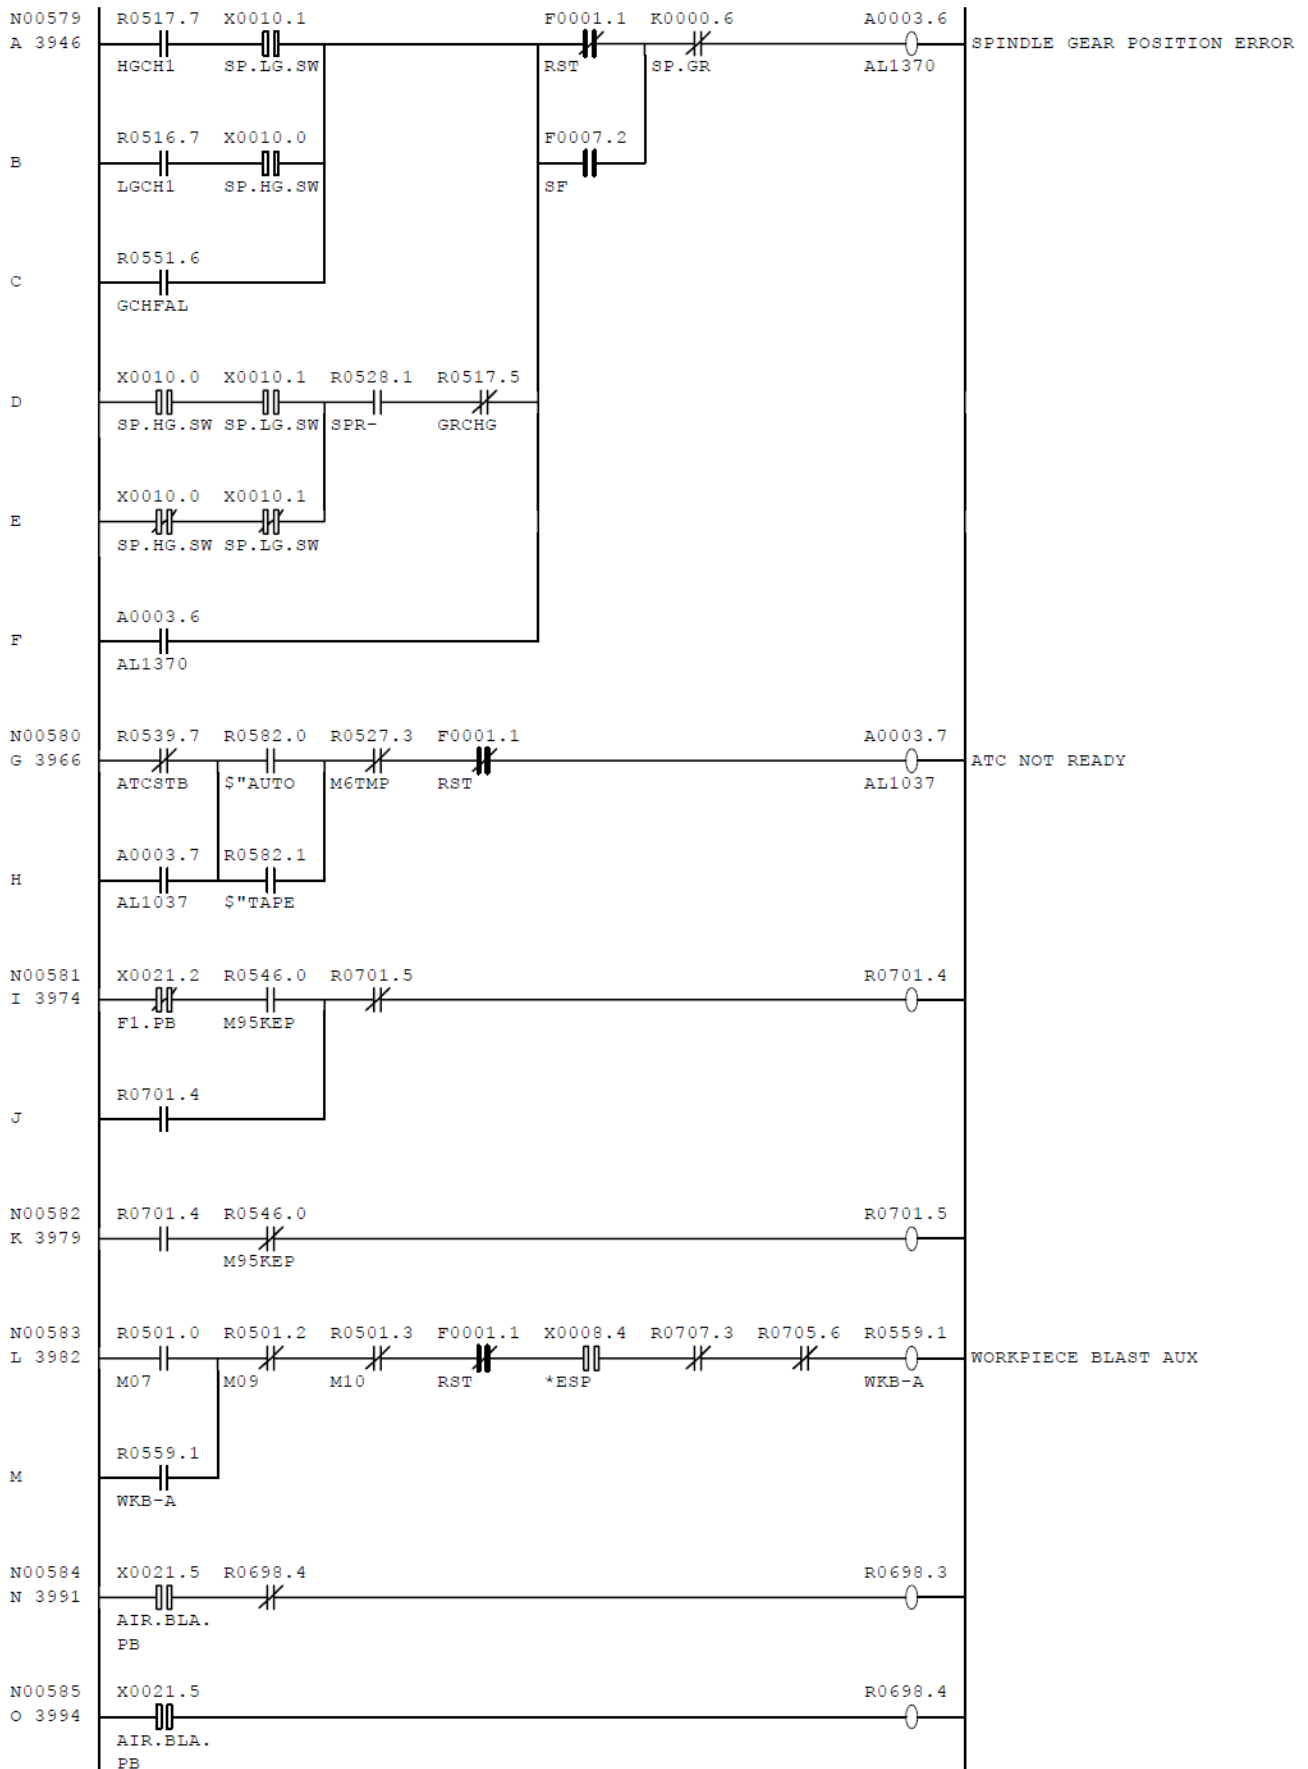 N00579 R0517.7 X0010.1 F0001.1 K0000.6 A0003.6
A 3946 SPINDLE GEAR POSITION ERROR
HGCH1 SP.LG.SW RST SP.GR AL1370
R0516.7 X0010.0 F0007.2
B
LGCH1 SP.HG.SW SF
R0551.6
C
GCHFAL
X0010.0 X0010.1 R0528.1 R0517.5
D
SP.HG.SW SP.LG.SW SPR- GRCHG
X0010.0 X0010.1
E
SP.HG.SW SP.LG.SW
A0003.6
F
AL1370
N00580 R0539.7 R0582.0 R0527.3 F0001.1 A0003.7
G 3966 ATC NOT READY
ATCSTB $"AUTO M6TMP RST AL1037
A0003.7 R0582.1
H
AL1037 $"TAPE
N00581 X0021.2 R0546.0 R0701.5 R0701.4
I 3974
F1.PB M95KEP
R0701.4
J
N00582 R0701.4 R0546.0 R0701.5
K 3979
M95KEP
N00583 R0501.0 R0501.2 R0501.3 F0001.1 X0008.4 R0707.3 R0705.6 R0559.1
L 3982 WORKPIECE BLAST AUX
M07 M09 M10 RST *ESP WKB-A
R0559.1
M
WKB-A
N00584 X0021.5 R0698.4 R0698.3
N 3991
AIR.BLA.
PB
N00585 X0021.5 R0698.4
O 3994
AIR.BLA.
PB